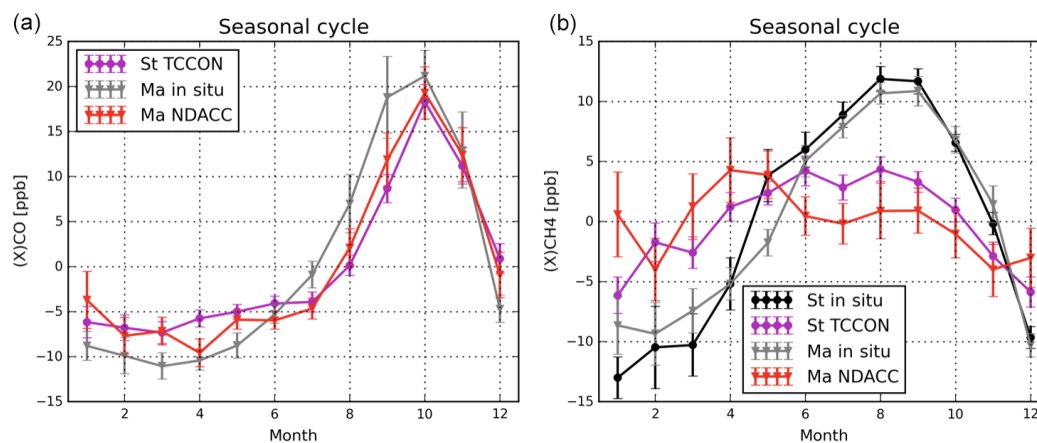 (a)
Seasonal cycle
25
20
15
10
5
0
−5
−10
−15
(X)CO [ppb]
St TCCON
Ma in situ
Ma NDACC
2 4 6 8 10 12
Month
(b)
Seasonal cycle
15
10
5
0
−5
−10
−15
(X)CH4 [ppb]
St in situ
St TCCON
Ma in situ
Ma NDACC
2 4 6 8 10 12
Month